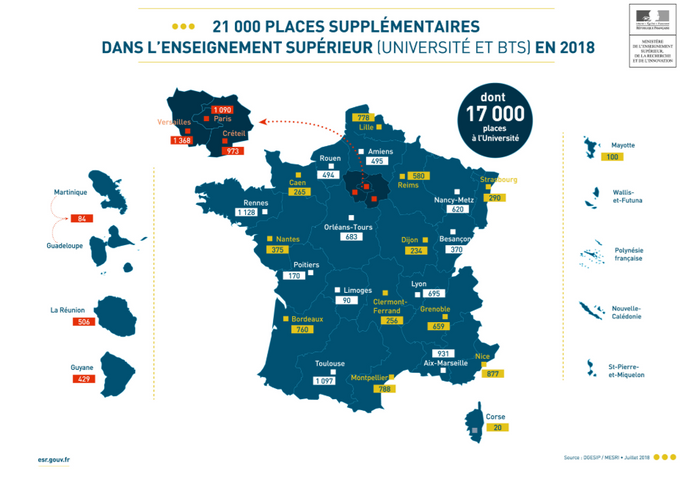 21 000 PLACES SUPPLÉMENTAIRES
DANS L'ENSEIGNEMENT SUPÉRIEUR (UNIVERSITÉ ET BTS) EN 2018
RÉPUBLIQUE FRANÇAISE
MINISTÈRE
DE L'ENSEIGNEMENT
SUPÉRIEUR,
DE LA RECHERCHE
ET DE L'INNOVATION
dont
17 000
places
à l'Université
1 090
Paris
Versailles
1 368
Créteil
973
778
Lille
Amiens
495
Rouen
494
Caen
265
580
Reims
Strasbourg
290
Nancy-Metz
620
Rennes
1 128
Orléans-Tours
683
Nantes
375
Dijon
234
Besançon
370
Poitiers
170
Limoges
90
Clermont-
Ferrand
256
Lyon
695
Grenoble
659
Bordeaux
760
Toulouse
1 097
Montpellier
788
931
Aix-Marseille
Nice
877
Corse
20
Martinique
84
Guadeloupe
La Réunion
506
Guyane
429
Mayotte
100
Wallis-
et-Futuna
Polynésie
française
Nouvelle-
Calédonie
St-Pierre-
et-Miquelon
esr.gouv.fr
Source : DGESIP / MESRI • Juillet 2018